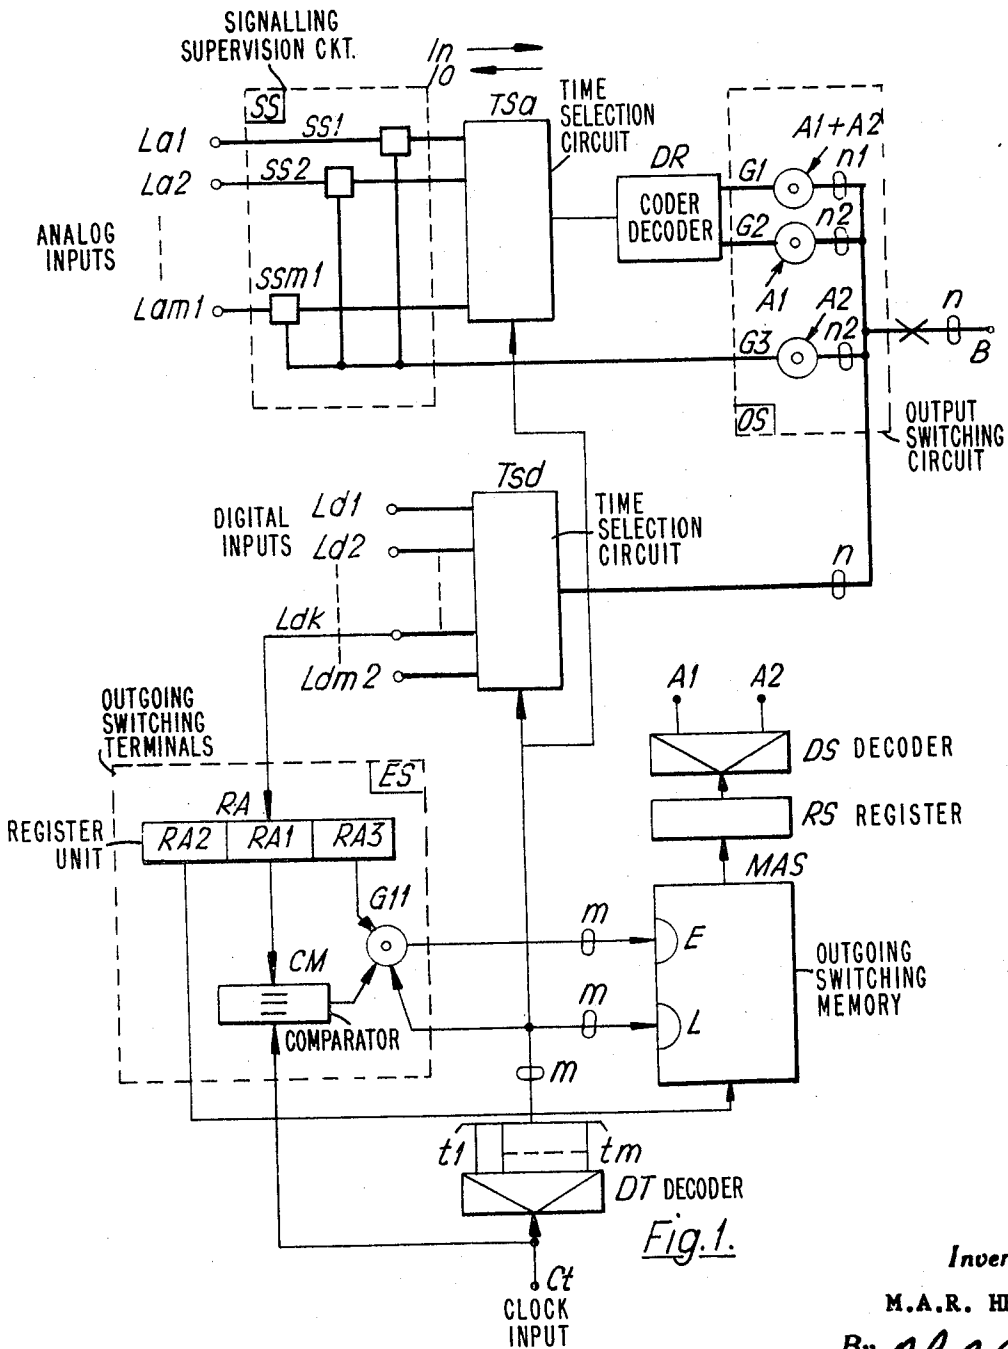 SIGNALLING
SUPERVISION CKT.
In
Io
SS
SS1
La1
SS2
La2
ANALOG
INPUTS
ssm1
Lam1
TSa
TIME
SELECTION
CIRCUIT
DR
CODER
DECODER
G1
A1+A2
n1
G2
n2
A1
A2
G3
n2
n
B
OS
OUTPUT
SWITCHING
CIRCUIT
Tsd
Ld1
DIGITAL
INPUTS
Ld2
TIME
SELECTION
CIRCUIT
n
Ldk
Ldm2
OUTGOING
SWITCHING
TERMINALS
ES
A1 A2
DS DECODER
RS REGISTER
MAS
REGISTER
UNIT
RA
RA2 RA1 RA3
G11
m
E
OUTGOING
SWITCHING
MEMORY
CM
m
L
COMPARATOR
m
t1 tm
DT DECODER
Fig.1.
Ct
CLOCK
INPUT
Inver
M.A.R. HE
By